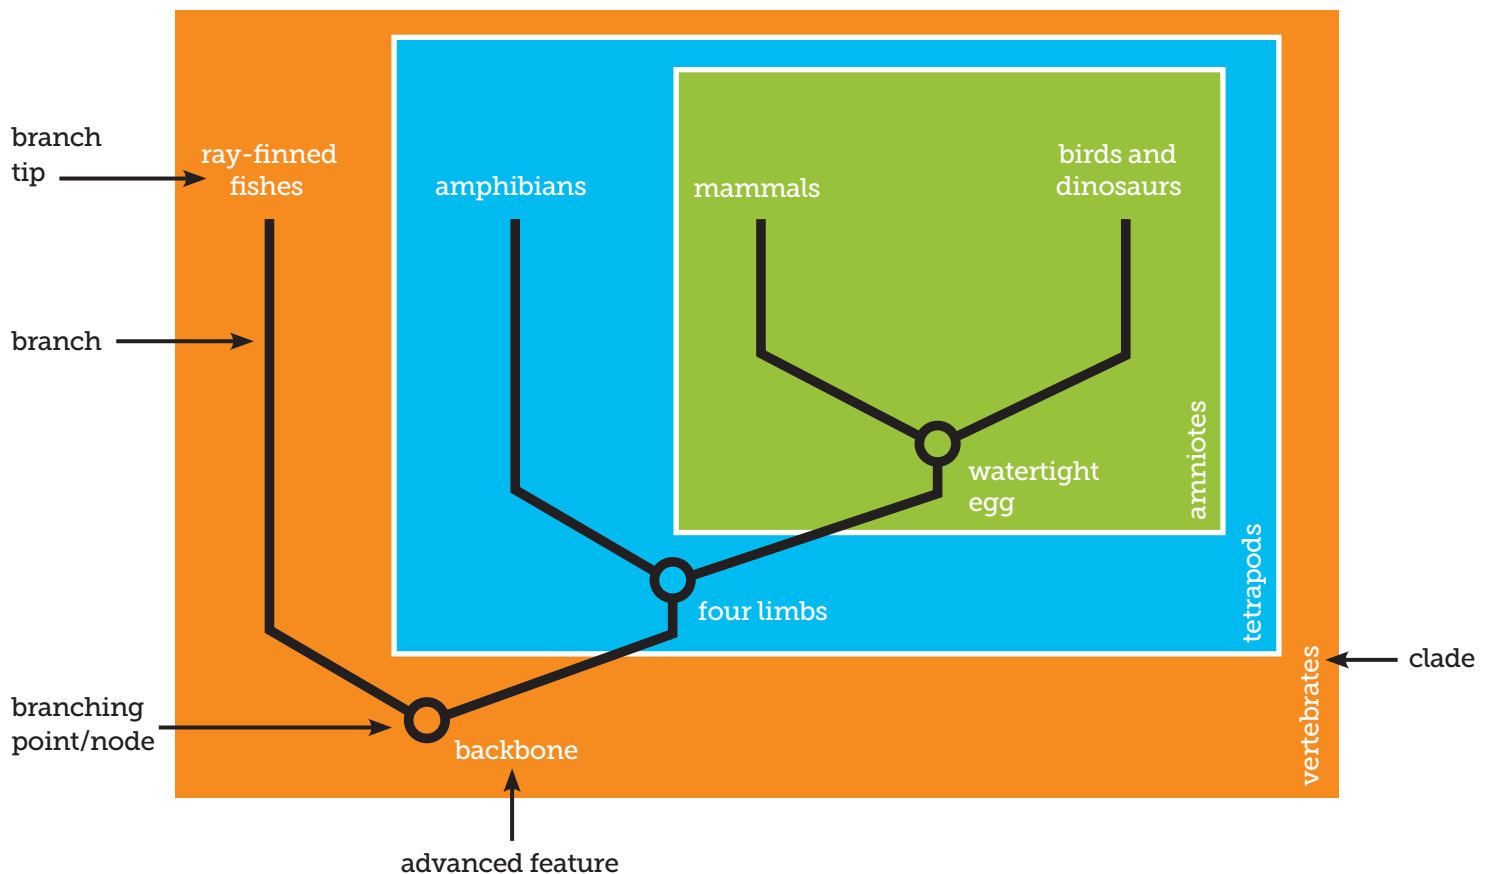 branch
tip
ray-finned
fishes
amphibians
mammals
birds and
dinosaurs
branch
watertight
egg
amniotes
four limbs
tetrapods
clade
vertebrates
branching
point/node
backbone
advanced feature